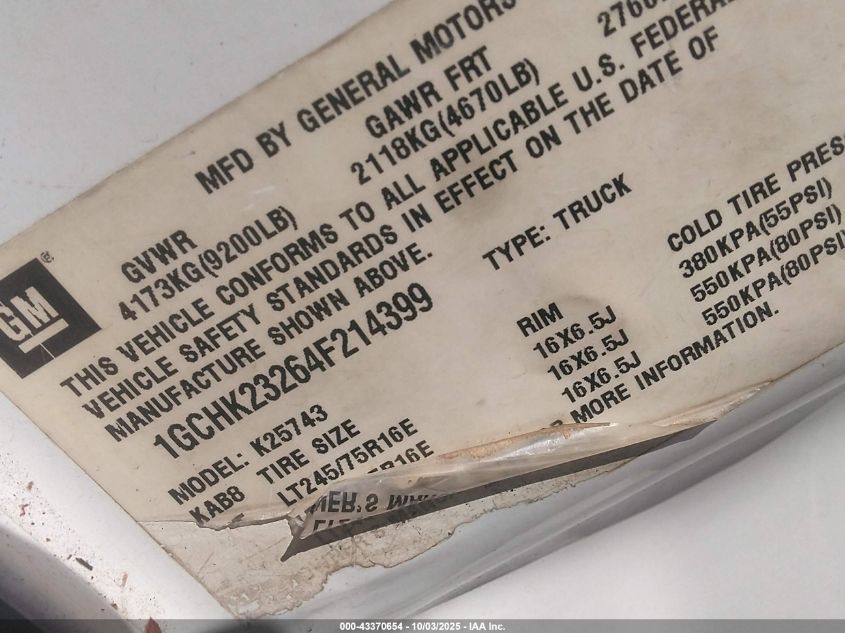 MFD BY GENERAL MOTORS
GVWR GAWR FRT
4173KG(9200LB) 2118KG(4670LB)
THIS VEHICLE CONFORMS TO ALL APPLICABLE U.S. FEDERAL
VEHICLE SAFETY STANDARDS IN EFFECT ON THE DATE OF
MANUFACTURE SHOWN ABOVE.
1GCHK23264F214399 TYPE: TRUCK
MODEL: K25743
KAB8 TIRE SIZE RIM COLD TIRE PRES
LT245/75R16E 16X6.5J 380KPA(55PSI)
R16E 16X6.5J 550KPA(80PSI)
16X6.5J 550KPA(80PSI)
MORE INFORMATION.
GM®
000-43370654 - 10/03/2025 - IAA Inc.